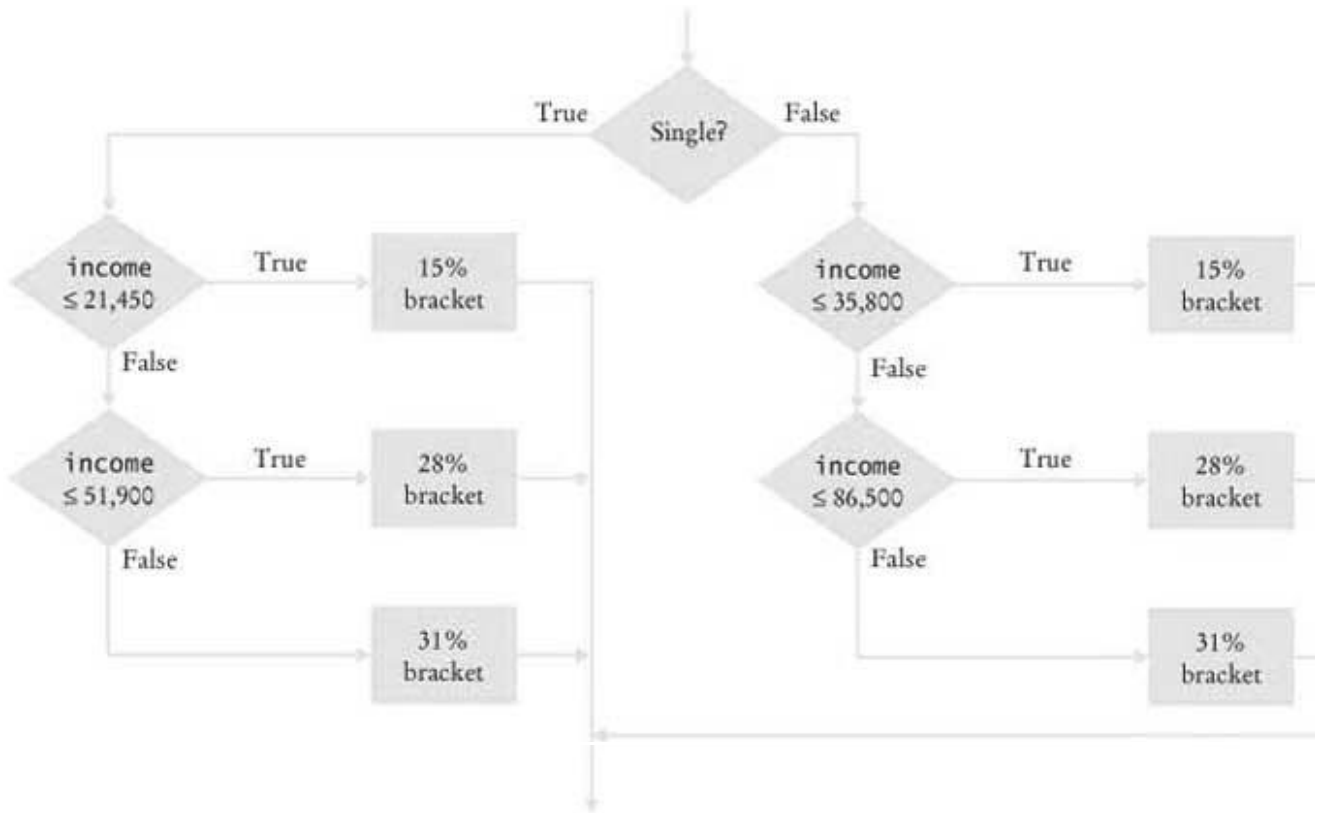 Single?
True
False
income
≤ 21,450
True
15%
bracket
False
income
≤ 51,900
True
28%
bracket
False
31%
bracket
income
≤ 35,800
True
15%
bracket
False
income
≤ 86,500
True
28%
bracket
False
31%
bracket